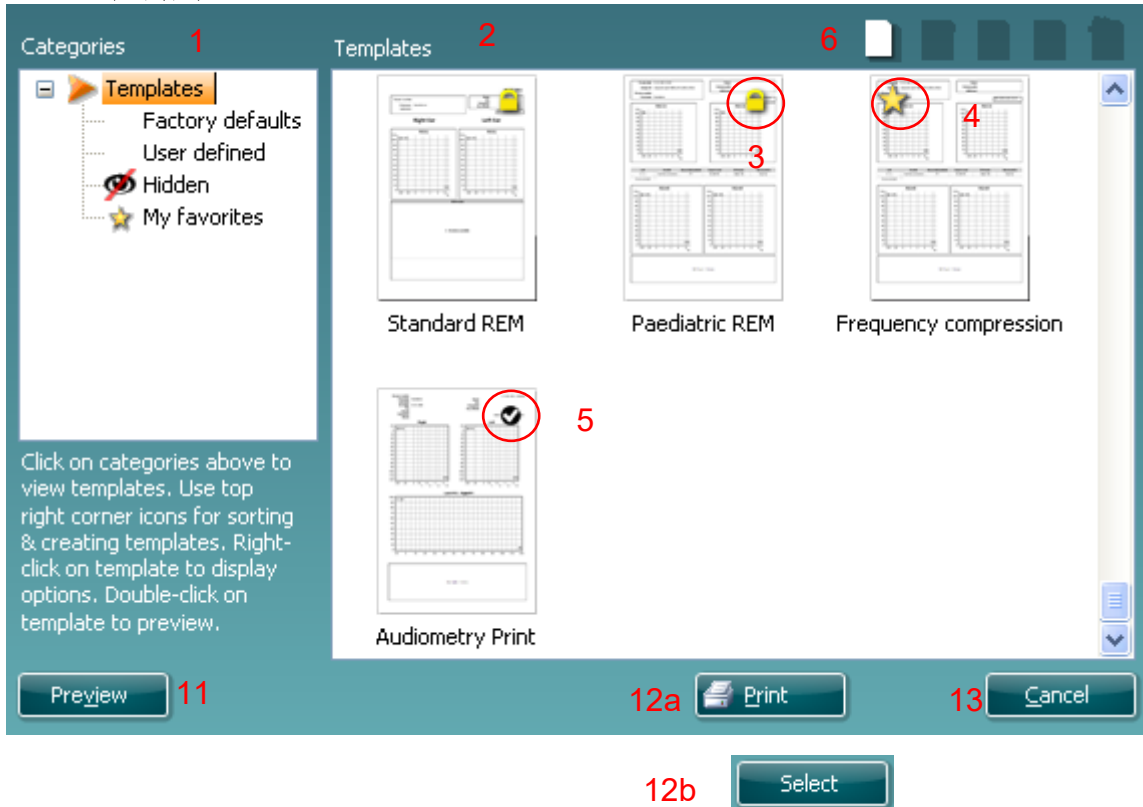 Categories
1
Templates
2
6
Templates
Factory defaults
User defined
Hidden
My favorites
3
4
Standard REM
Paediatric REM
Frequency compression
5
Audiometry Print
Click on categories above to
view templates. Use top
right corner icons for sorting
& creating templates. Right-
click on template to display
options. Double-click on
template to preview.
Preview
11
12a
Print
13
Cancel
12b
Select